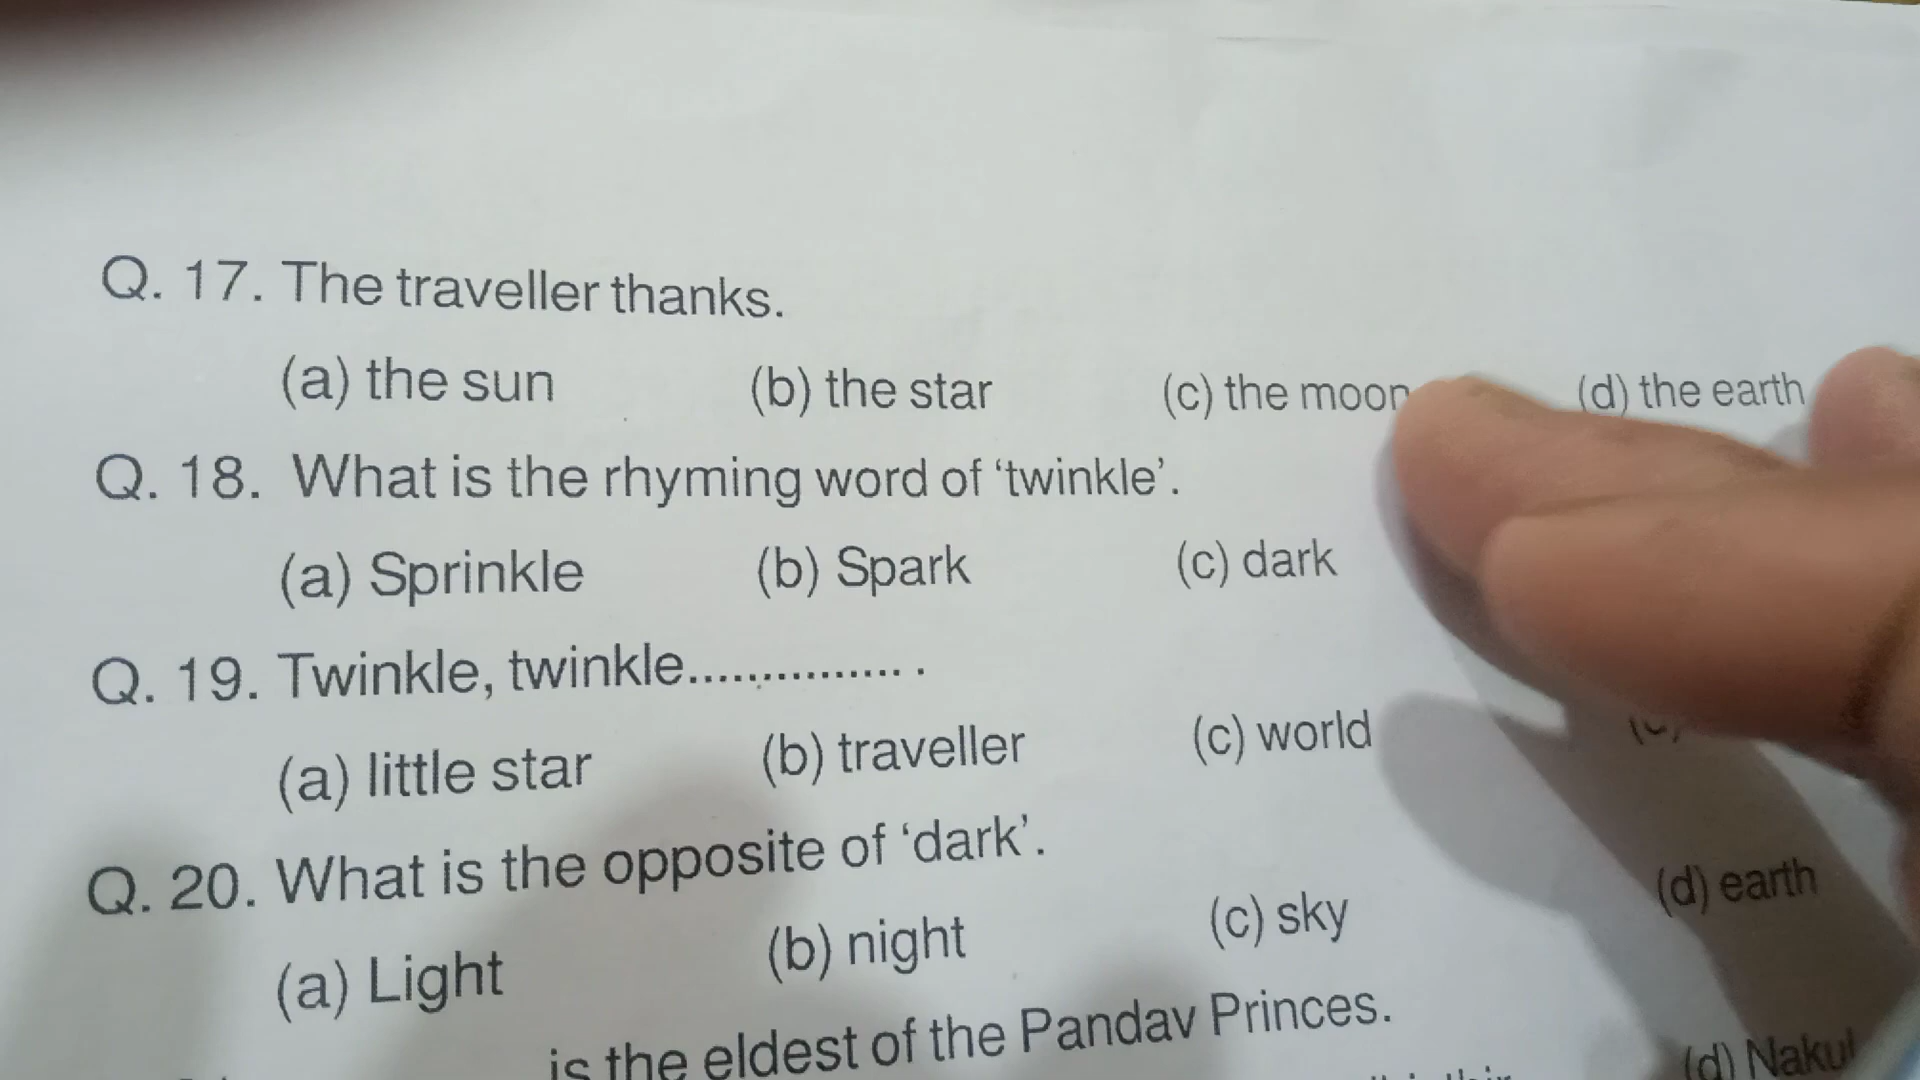 Q. 17. The traveller thanks.
(a) the sun (b) the star (c) the moon (d) the earth
Q. 18. What is the rhyming word of ‘twinkle’.
(a) Sprinkle (b) Spark (c) dark
Q. 19. Twinkle, twinkle............... .
(a) little star (b) traveller (c) world
Q. 20. What is the opposite of ‘dark’.
(a) Light (b) night (c) sky (d) earth
is the eldest of the Pandav Princes.
(d) Nakul